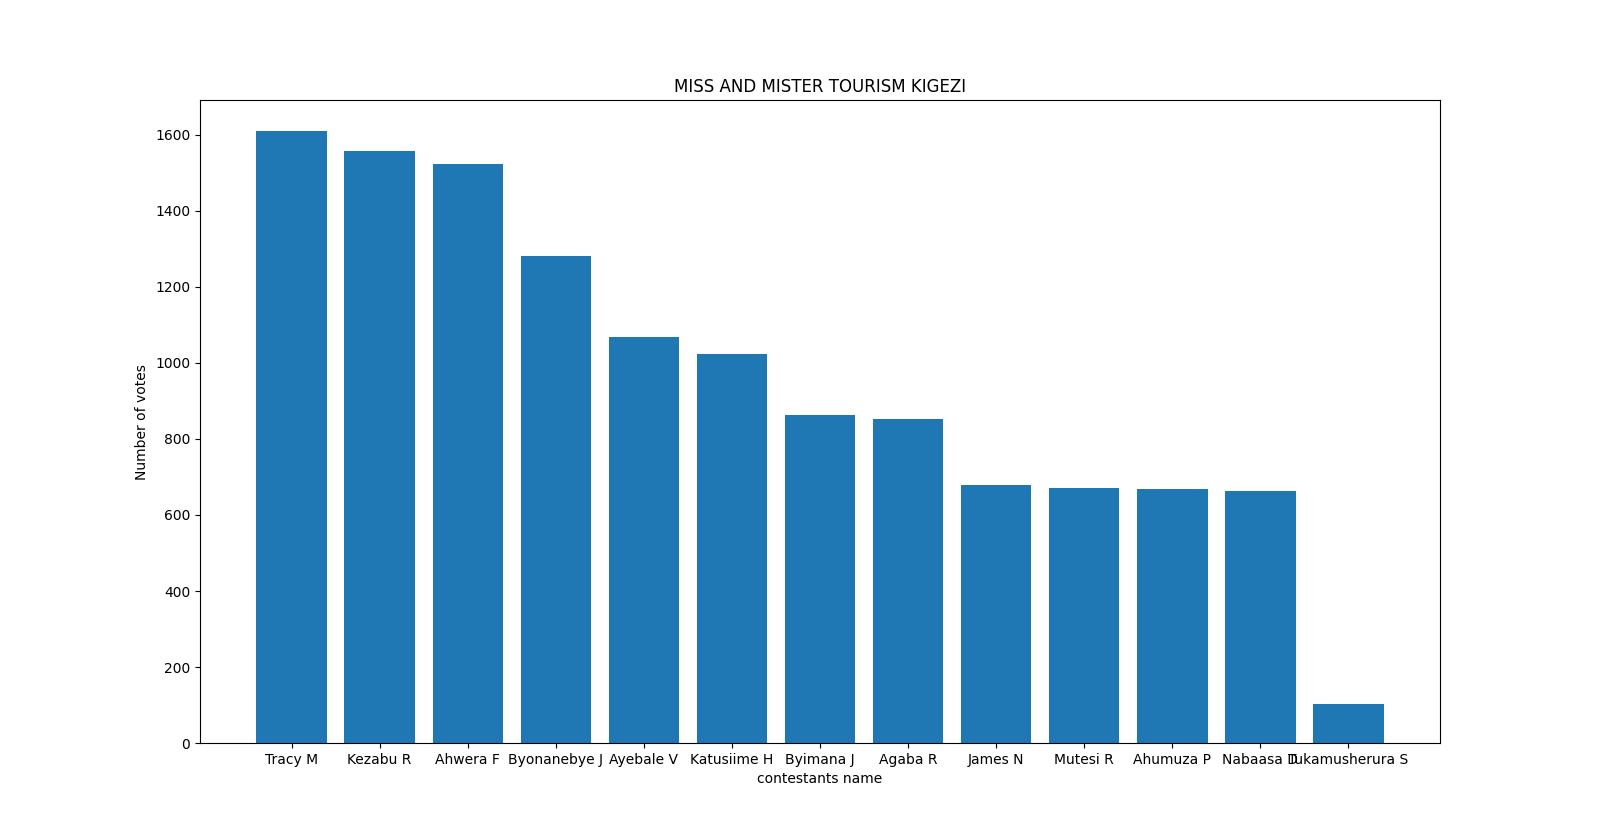 MISS AND MISTER TOURISM KIGEZI
1600
1400
1200
1000
800
600
400
200
0
Number of votes
Tracy M Kezabu R Ahwera F Byonanebye J Ayebale V Katusiime H Byimana J Agaba R James N Mutesi R Ahumuza P Nabaasa D Tukamusherura S
contestants name